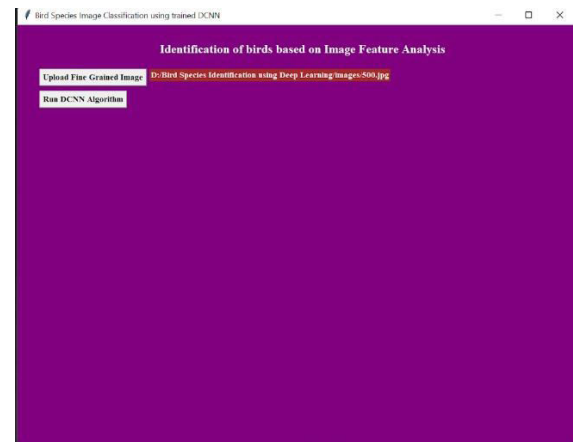 Bird Species Image Classification using trained DCNN
Identification of birds based on Image Feature Analysis
Upload Fine Grained Image D:/Bird Species Identification using Deep Learning/images/500.jpg
Run DCNN Algorithm